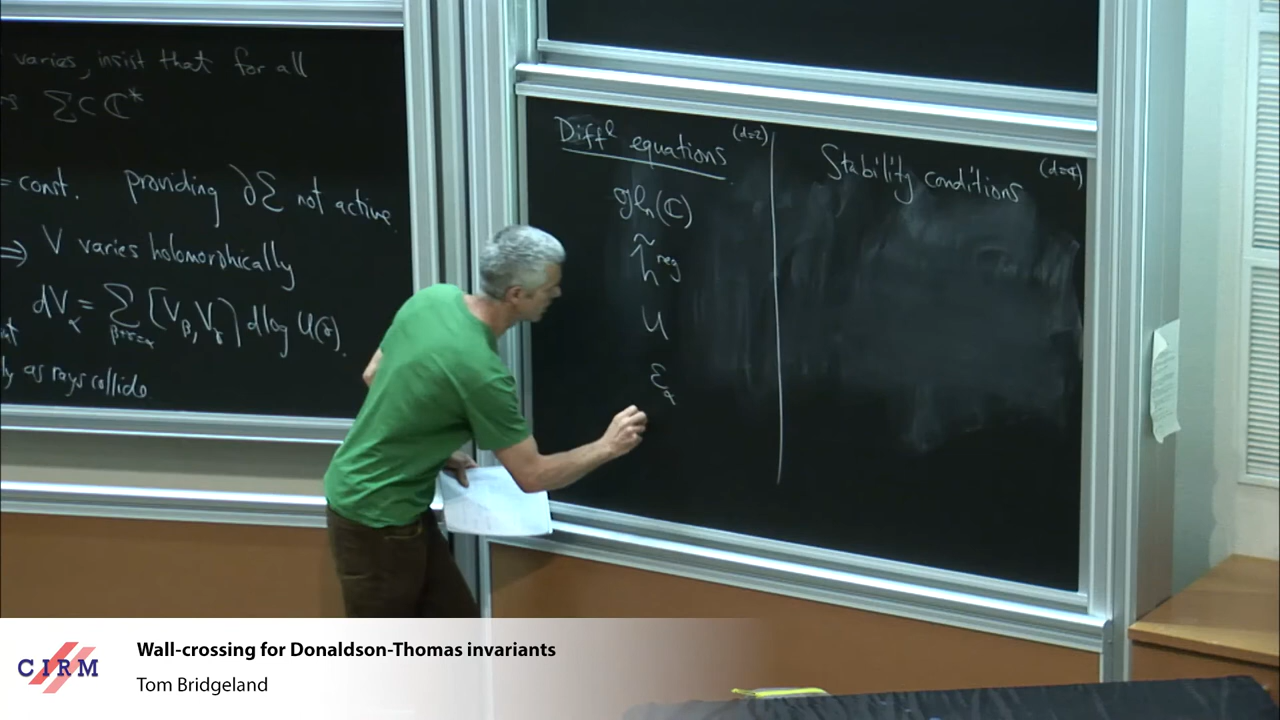 varies, insist that for all
Σ⊂ℂ*
= const. providing ∂Σ not active
⇒ V varies holomorphically
dV_α = Σ_{β+γ=α} [V_β, V_γ] dlog U(γ).
as rays collide
Diffˡ equations (d=2)
gl_n(ℂ)
h̃^reg
U
ε_α
Stability conditions (d=4)
CIRM
Wall-crossing for Donaldson-Thomas invariants
Tom Bridgeland